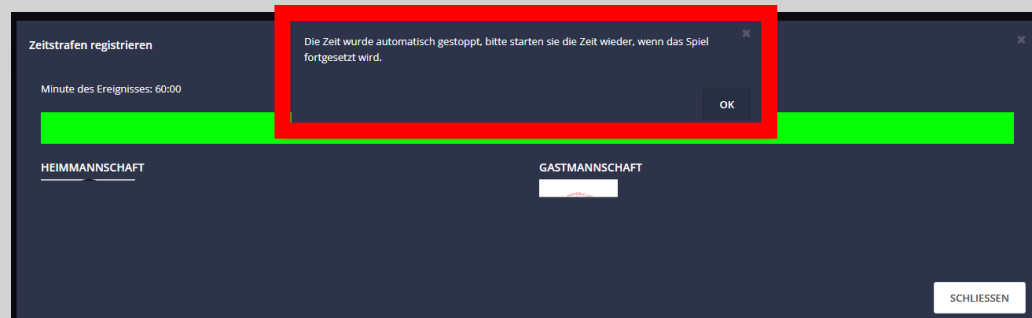 Zeitstrafen registrieren
Die Zeit wurde automatisch gestoppt, bitte starten sie die Zeit wieder, wenn das Spiel
fortgesetzt wird.
Minute des Ereignisses: 60:00
OK
HEIMMANNSCHAFT
GASTMANNSCHAFT
SCHLIESSEN